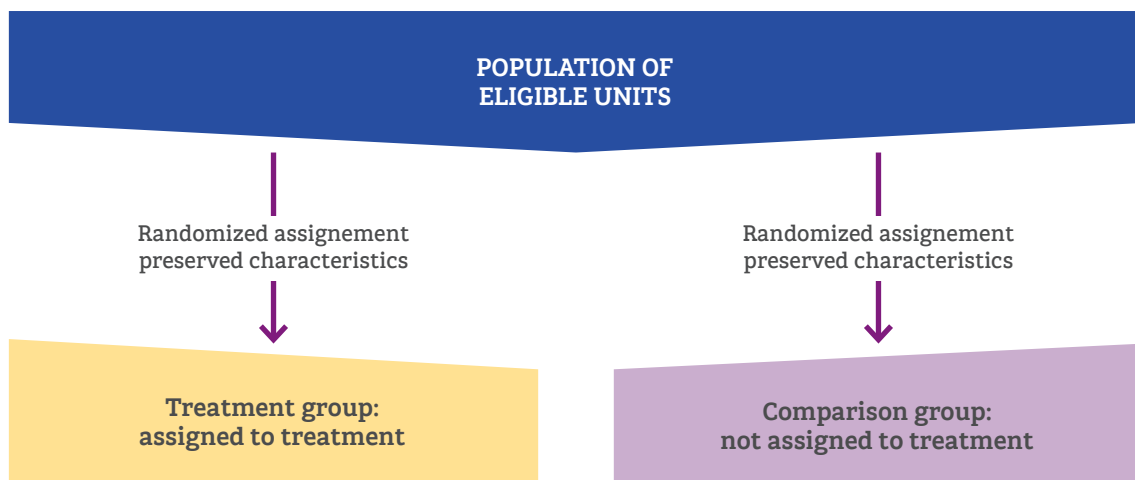 POPULATION OF
ELIGIBLE UNITS
Randomized assignement
preserved characteristics
Randomized assignement
preserved characteristics
Treatment group:
assigned to treatment
Comparison group:
not assigned to treatment